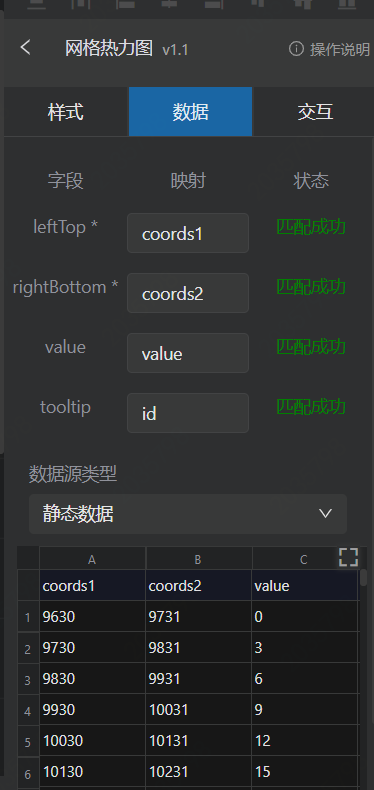 网格热力图 v1.1 操作说明
样式 数据 交互
字段 映射 状态
leftTop * coords1 匹配成功
rightBottom * coords2 匹配成功
value value 匹配成功
tooltip id 匹配成功
数据源类型
静态数据
A B C
coords1 coords2 value
1 9630 9731 0
2 9730 9831 3
3 9830 9931 6
4 9930 10031 9
5 10030 10131 12
6 10130 10231 15